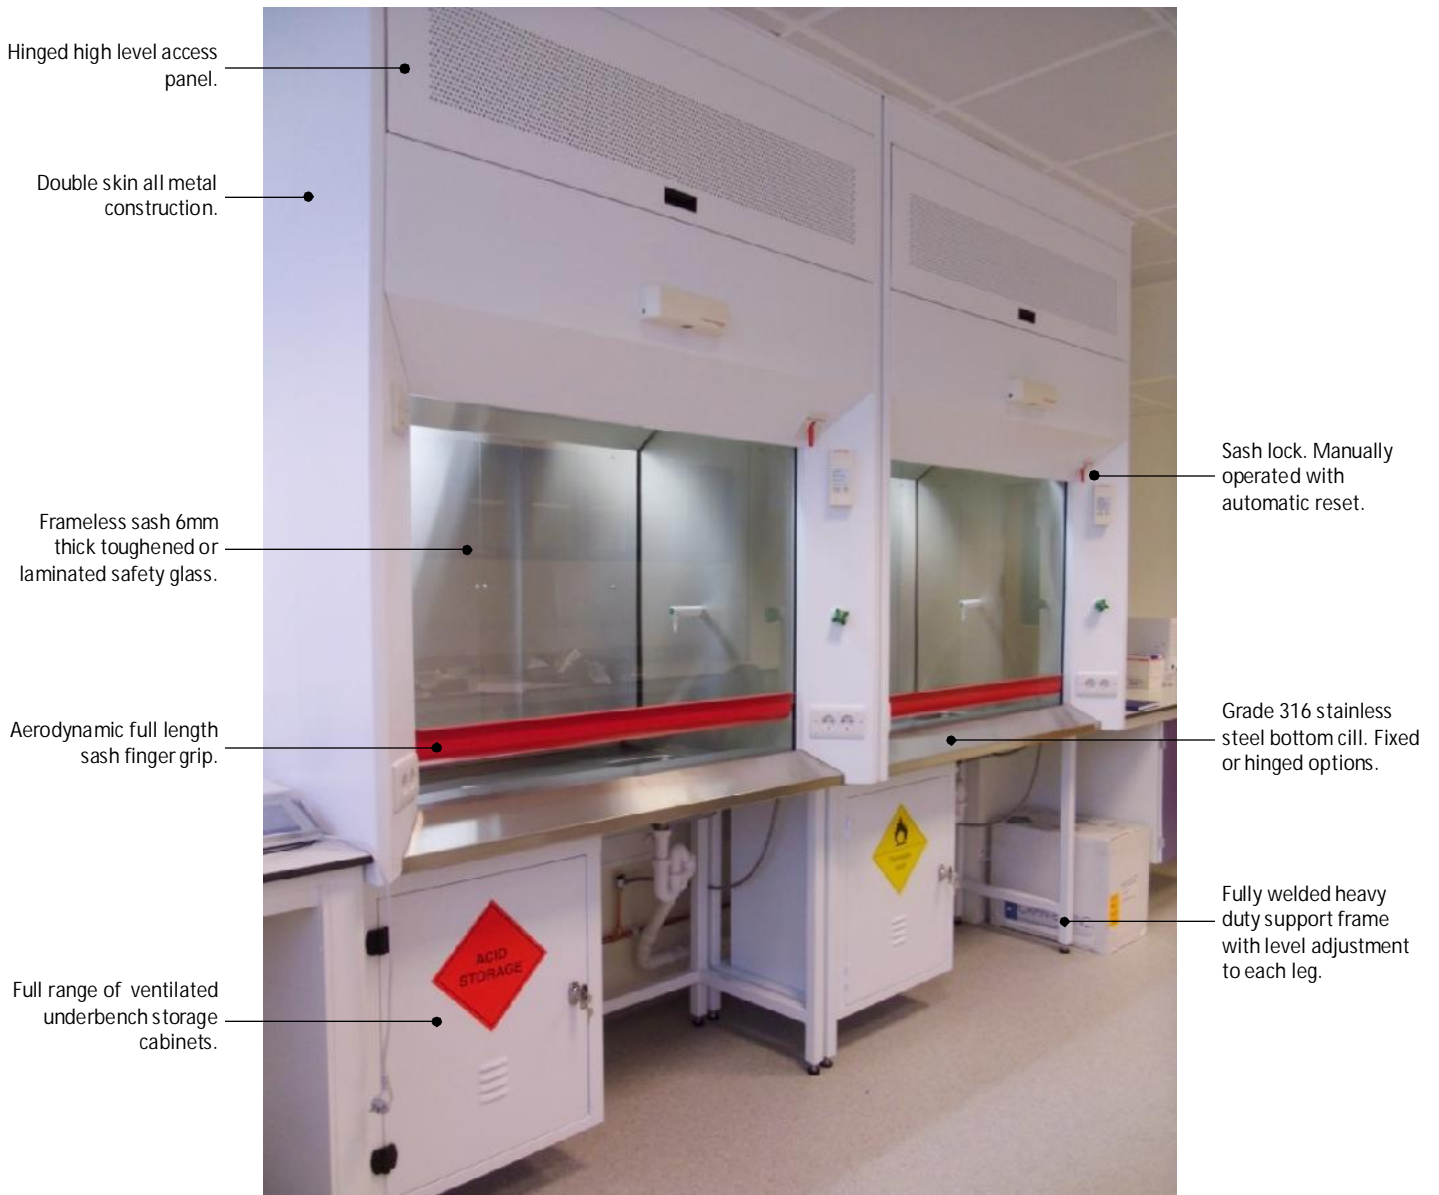 Hinged high level access
panel.
Double skin all metal
construction.
Frameless sash 6mm
thick toughened or
laminated safety glass.
Aerodynamic full length
sash finger grip.
Full range of ventilated
underbench storage
cabinets.
ACID
STORAGE
Sash lock. Manually
operated with
automatic reset.
Grade 316 stainless
steel bottom cill. Fixed
or hinged options.
Fully welded heavy
duty support frame
with level adjustment
to each leg.